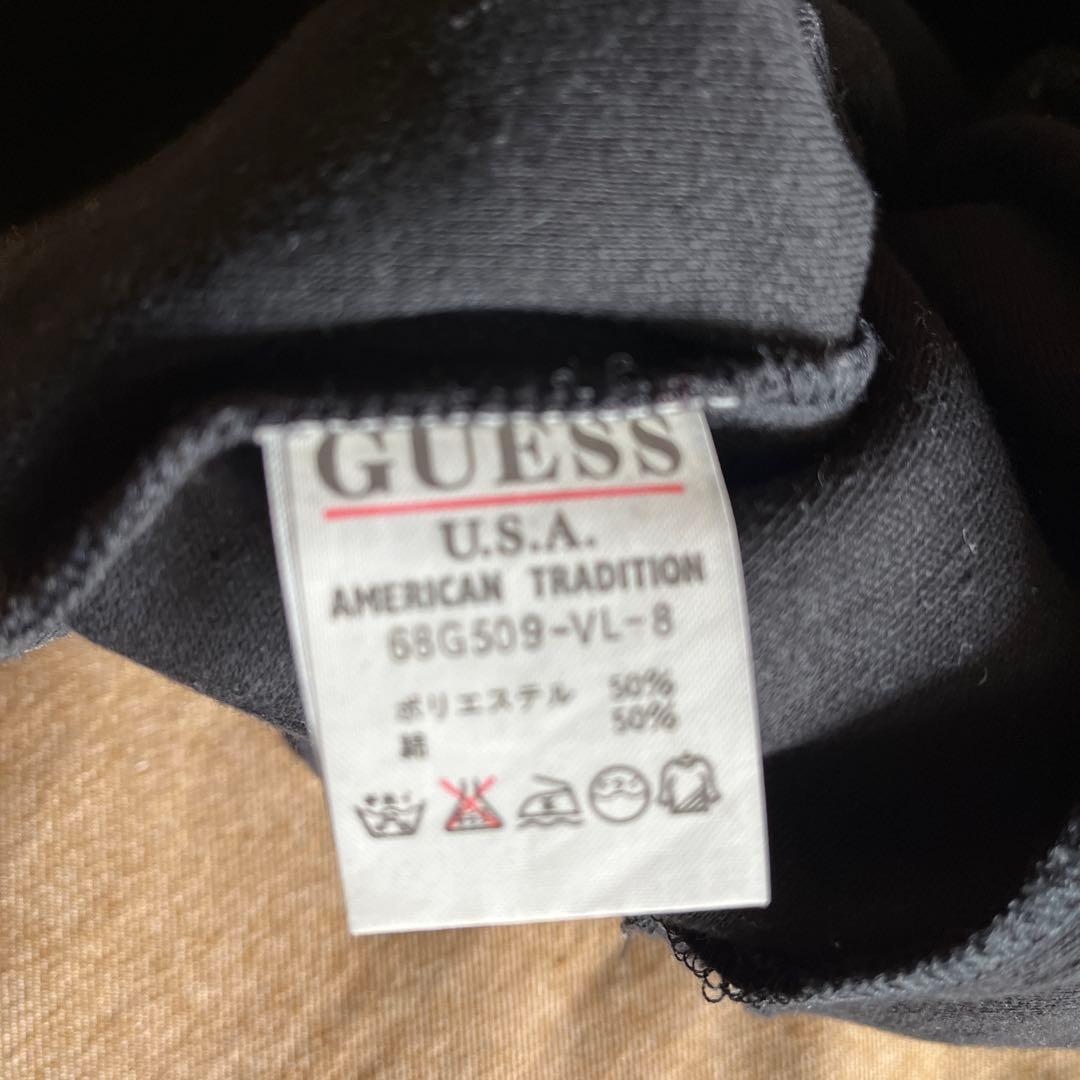 GUESS
U.S.A.
AMERICAN TRADITION
68G509-VL-8
ポリエステル 50%
綿 50%